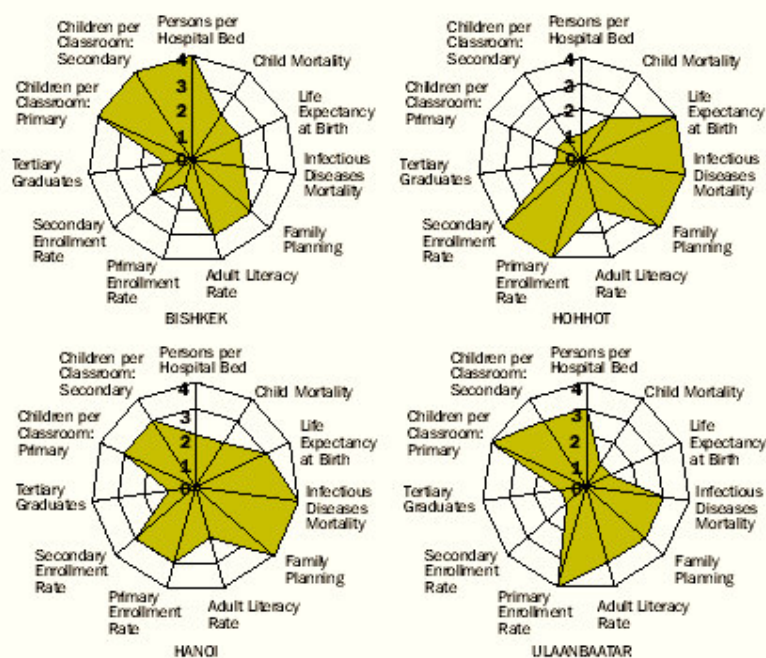 Children per
Classroom:
Secondary
Persons per
Hospital Bed
Child Mortality
Children per
Classroom:
Primary
Life
Expectancy
at Birth
Tertiary
Graduates
Infectious
Diseases
Mortality
Secondary
Enrollment
Rate
Family
Planning
Primary
Enrollment
Rate
Adult Literacy
Rate
4
3
2
1
0
BISHKEK
Children per
Classroom:
Secondary
Persons per
Hospital Bed
Child Mortality
Children per
Classroom:
Primary
Life
Expectancy
at Birth
Tertiary
Graduates
Infectious
Diseases
Mortality
Secondary
Enrollment
Rate
Family
Planning
Primary
Enrollment
Rate
Adult Literacy
Rate
4
3
2
1
0
HOHHOT
Children per
Classroom:
Secondary
Persons per
Hospital Bed
Child Mortality
Children per
Classroom:
Primary
Life
Expectancy
at Birth
Tertiary
Graduates
Infectious
Diseases
Mortality
Secondary
Enrollment
Rate
Family
Planning
Primary
Enrollment
Rate
Adult Literacy
Rate
4
3
2
1
0
HANOI
Children per
Classroom:
Secondary
Persons per
Hospital Bed
Child Mortality
Children per
Classroom:
Primary
Life
Expectancy
at Birth
Tertiary
Graduates
Infectious
Diseases
Mortality
Secondary
Enrollment
Rate
Family
Planning
Primary
Enrollment
Rate
Adult Literacy
Rate
4
3
2
1
0
ULAANBAATAR